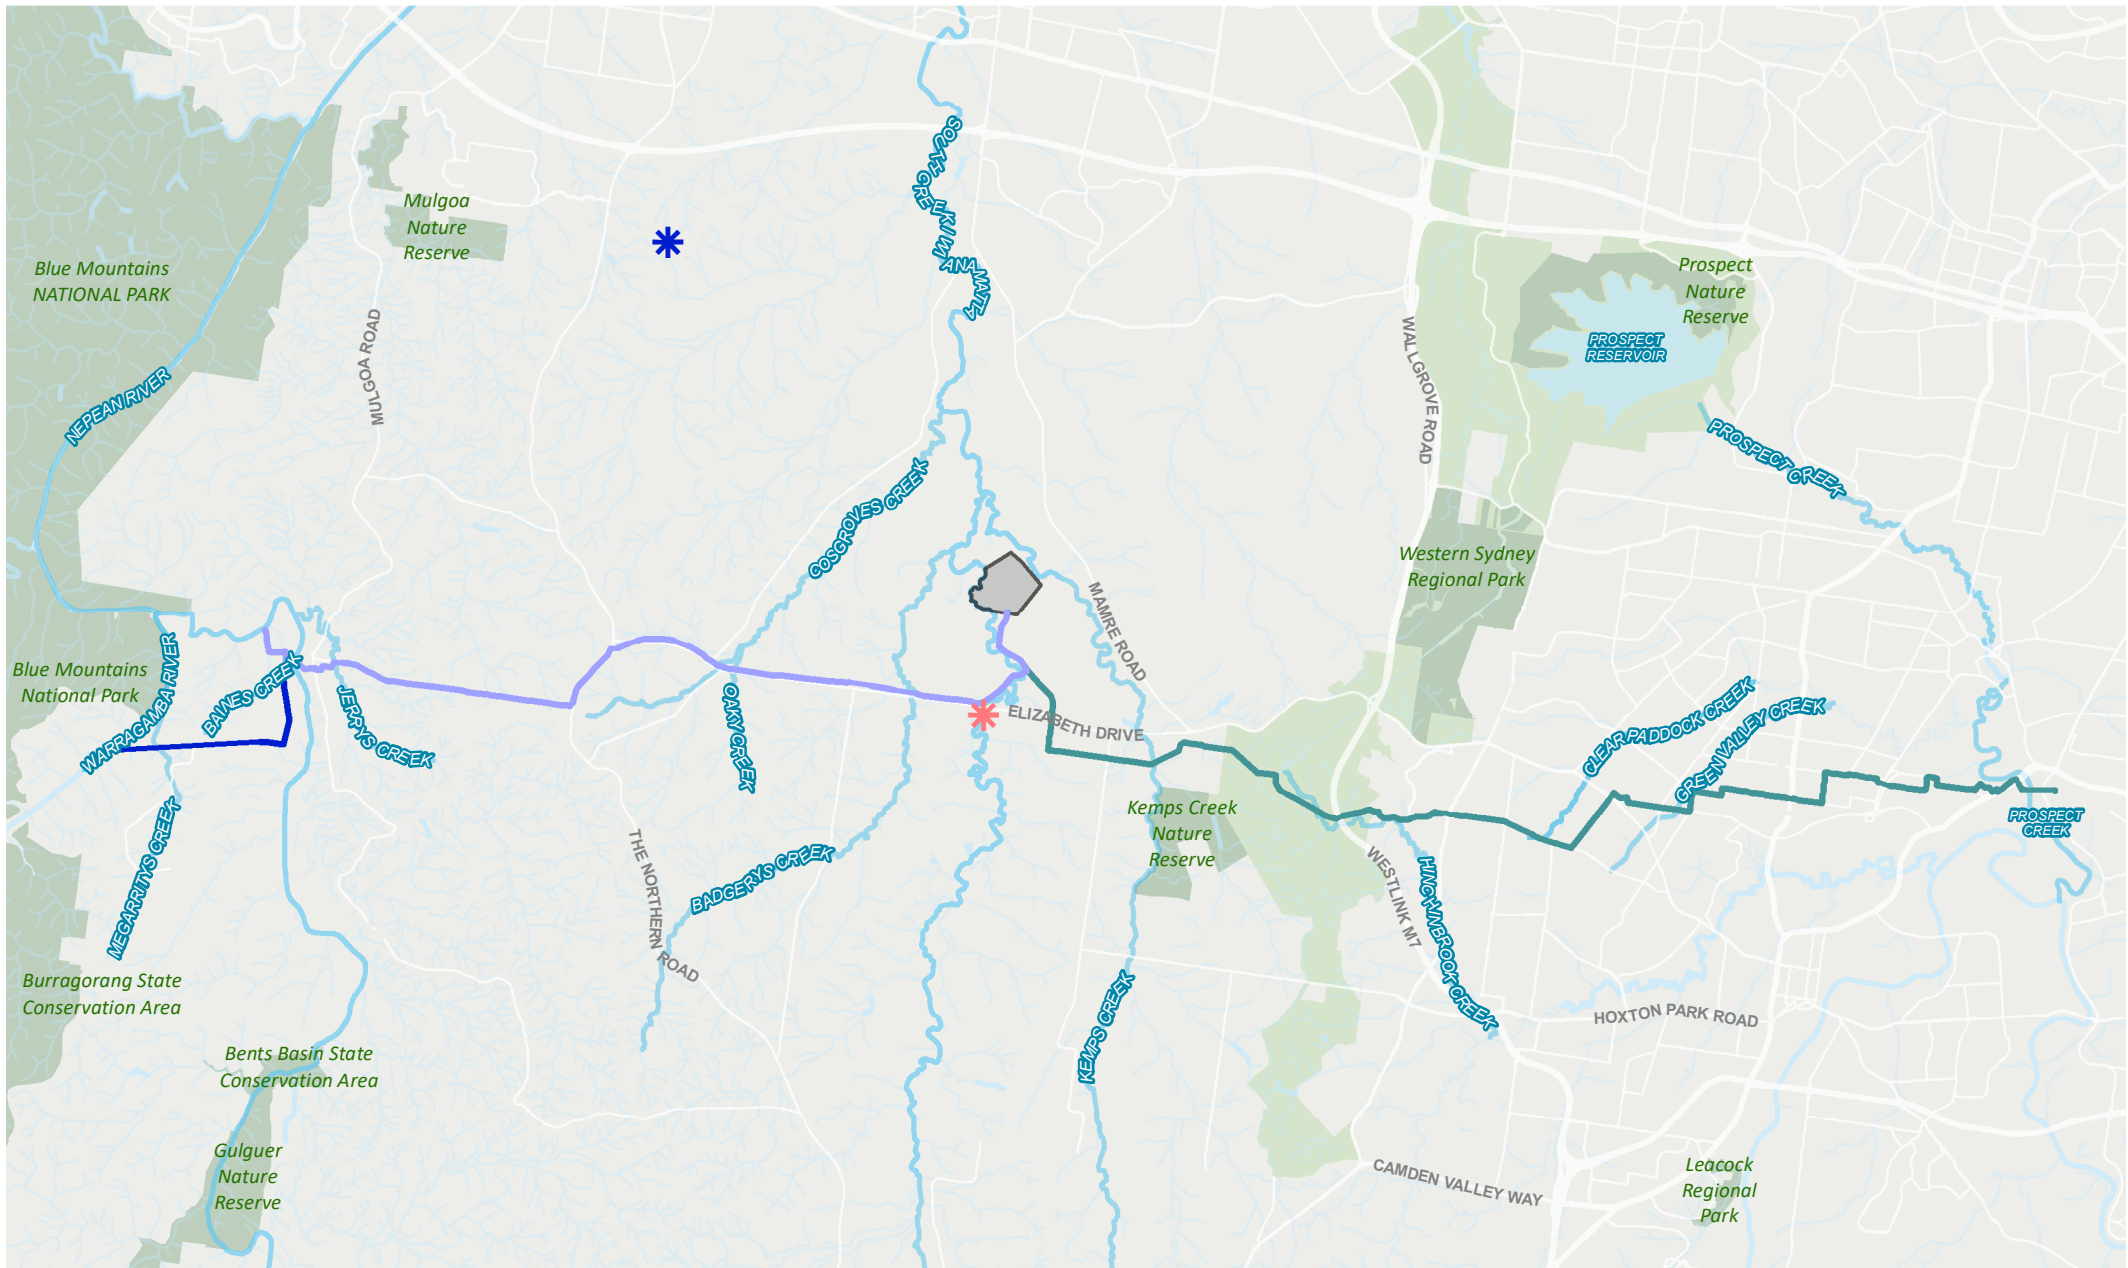 SOUTH CREEK / WIANAMATTA
Mulgoa
Nature
Reserve
Blue Mountains
NATIONAL PARK
Prospect
Nature
Reserve
PROSPECT
RESERVOIR
MULGOA ROAD
WALLGROVE ROAD
NEPEAN RIVER
PROSPECT CREEK
COSGROVES CREEK
Western Sydney
Regional Park
MAMRE ROAD
Blue Mountains
National Park
WARRAGAMBA RIVER
BAINES CREEK
JERRYS CREEK
OAKY CREEK
ELIZABETH DRIVE
CLEAR PADDOCK CREEK
GREEN VALLEY CREEK
Kemps Creek
Nature
Reserve
PROSPECT
CREEK
MEGARRITYS CREEK
THE NORTHERN ROAD
BADGERYS CREEK
WESTLINK M7
HINCHINBROOK CREEK
Burragorang State
Conservation Area
KEMPS CREEK
HOXTON PARK ROAD
Bents Basin State
Conservation Area
Gulguer
Nature
Reserve
CAMDEN VALLEY WAY
Leacock
Regional
Park